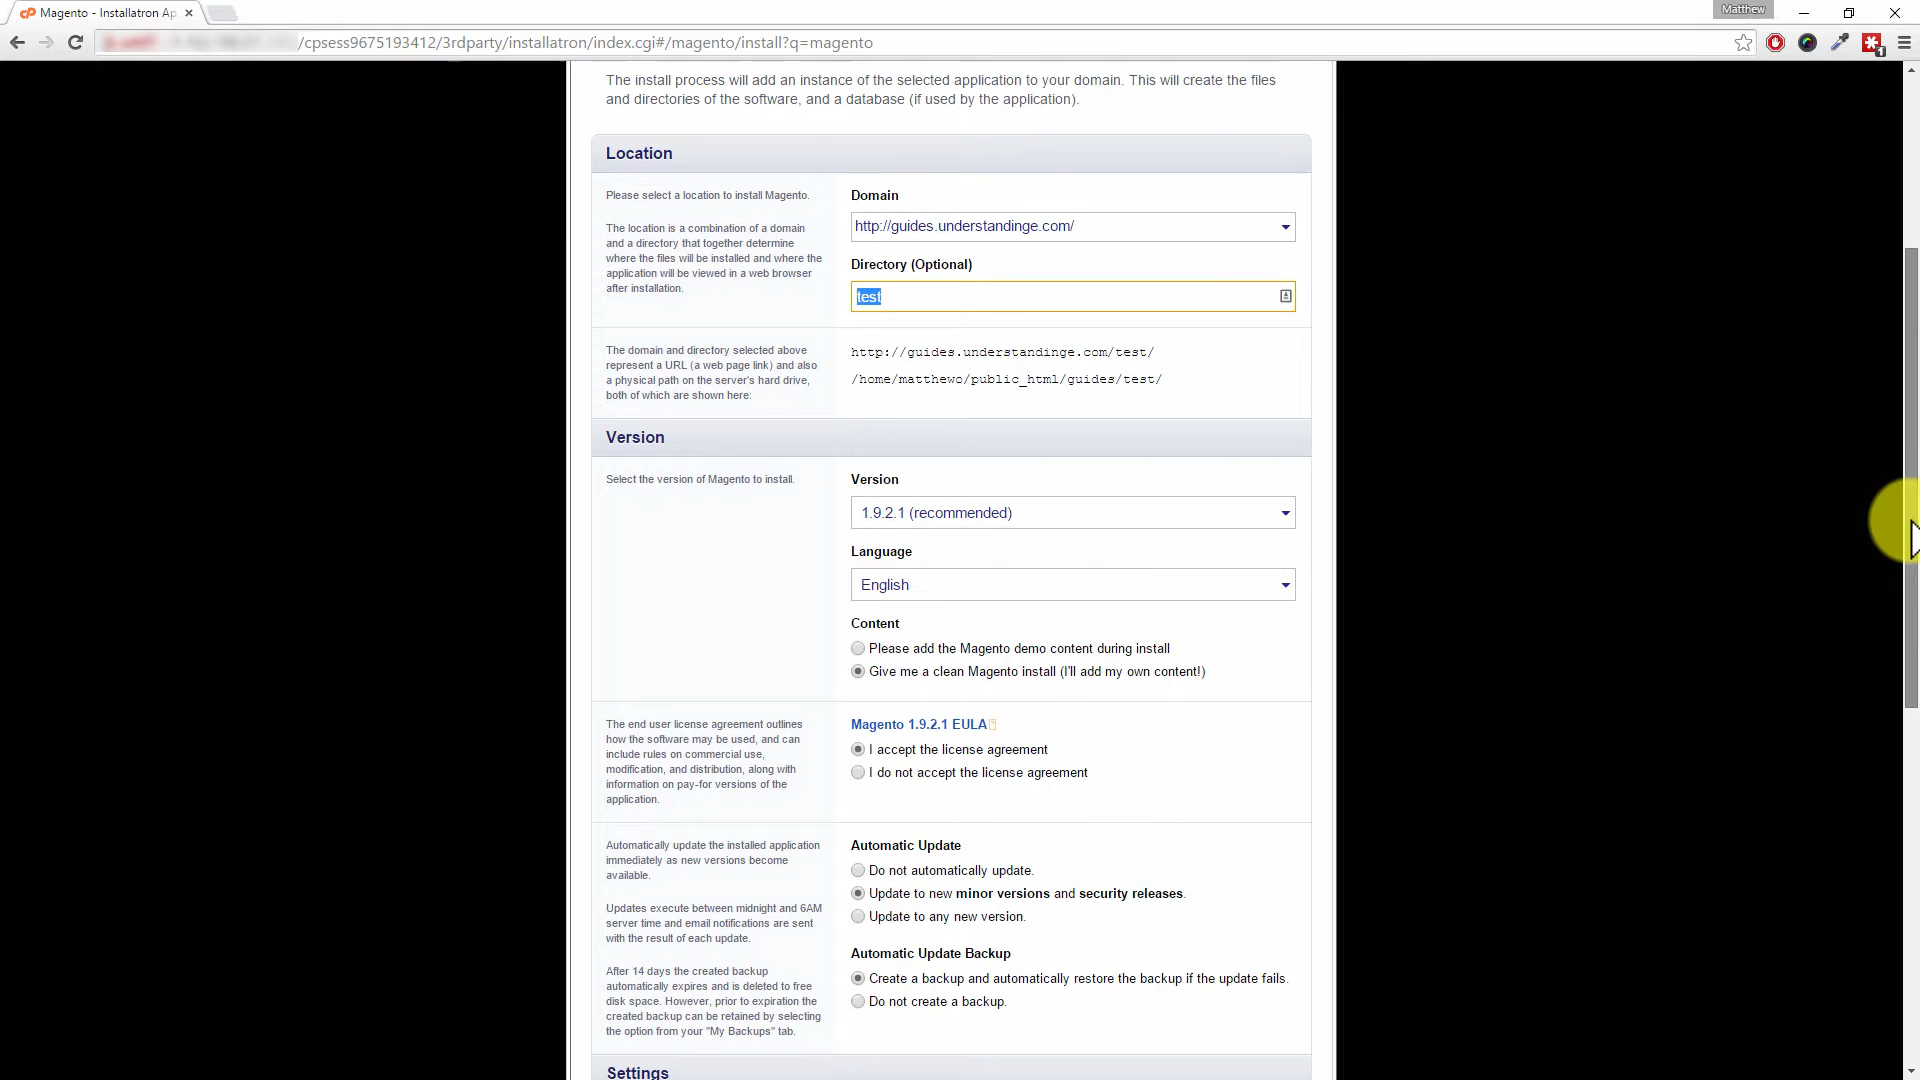 Magento - Installatron Ap
Matthew
/cpsess9675193412/3rdparty/installatron/index.cgi#/magento/install?q=magento
1
The install process will add an instance of the selected application to your domain. This will create the files
and directories of the software, and a database (if used by the application).
Location
Please select a location to install Magento.
The location is a combination of a domain
and a directory that together determine
where the files will be installed and where the
application will be viewed in a web browser
after installation.
Domain
http://guides.understandinge.com/
Directory (Optional)
test
The domain and directory selected above
represent a URL (a web page link) and also
a physical path on the server's hard drive,
both of which are shown here:
http://guides.understandinge.com/test/
/home/matthewo/public_html/guides/test/
Version
Select the version of Magento to install.
Version
1.9.2.1 (recommended)
Language
English
Content
Please add the Magento demo content during install
Give me a clean Magento install (I'll add my own content!)
The end user license agreement outlines
how the software may be used, and can
include rules on commercial use,
modification, and distribution, along with
information on pay-for versions of the
application.
Magento 1.9.2.1 EULA
I accept the license agreement
I do not accept the license agreement
Automatically update the installed application
immediately as new versions become
available.
Updates execute between midnight and 6AM
server time and email notifications are sent
with the result of each update.
After 14 days the created backup
automatically expires and is deleted to free
disk space. However, prior to expiration the
created backup can be retained by selecting
the option from your "My Backups" tab.
Automatic Update
Do not automatically update.
Update to new minor versions and security releases.
Update to any new version.
Automatic Update Backup
Create a backup and automatically restore the backup if the update fails.
Do not create a backup.
Settings